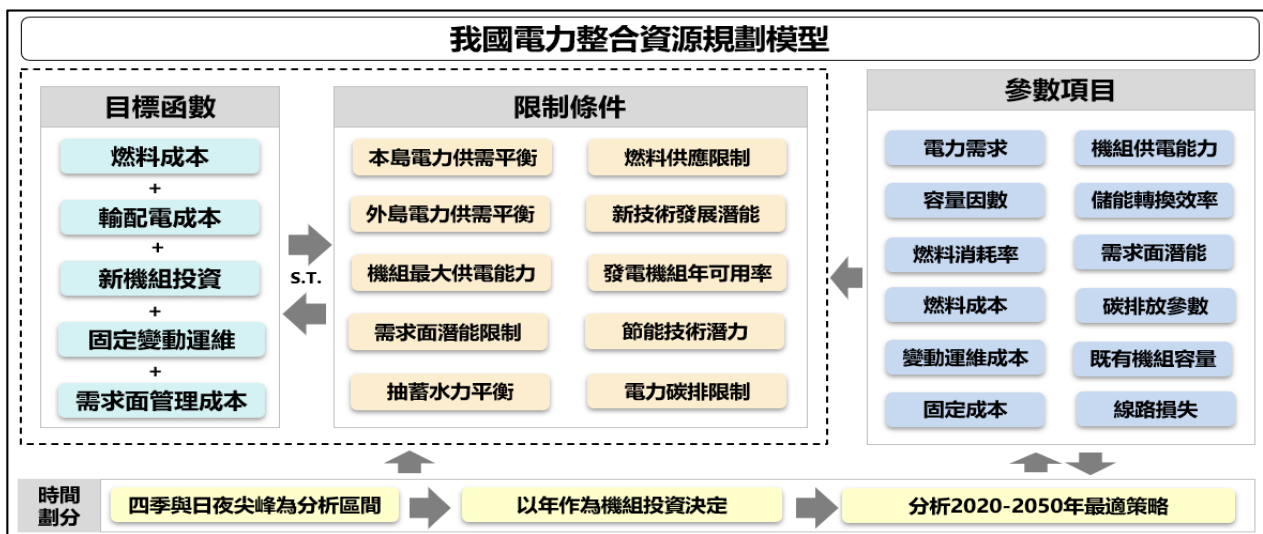 我國電力整合資源規劃模型
目標函數
燃料成本
+
輸配電成本
+
新機組投資
+
固定變動運維
+
需求面管理成本
S.T.
限制條件
本島電力供需平衡
燃料供應限制
外島電力供需平衡
新技術發展潛能
機組最大供電能力
發電機組年可用率
需求面潛能限制
節能技術潛力
抽蓄水力平衡
電力碳排限制
參數項目
電力需求
機組供電能力
容量因數
儲能轉換效率
燃料消耗率
需求面潛能
燃料成本
碳排放參數
變動運維成本
既有機組容量
固定成本
線路損失
時間
劃分
四季與日夜尖峰為分析區間
以年作為機組投資決定
分析2020-2050年最適策略